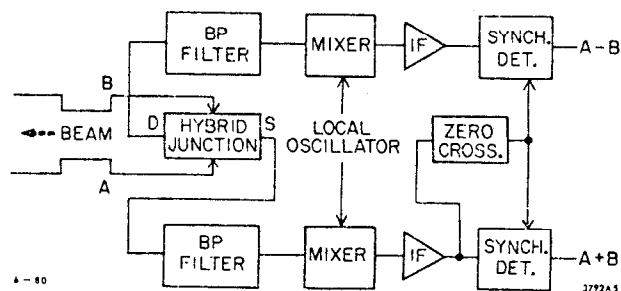 BP
FILTER
MIXER
IF
SYNCH.
DET.
A-B
B
BEAM
D
HYBRID
JUNCTION
S
LOCAL
OSCILLATOR
ZERO
CROSS.
A
BP
FILTER
MIXER
IF
SYNCH.
DET.
A+B
6-80
3792A5